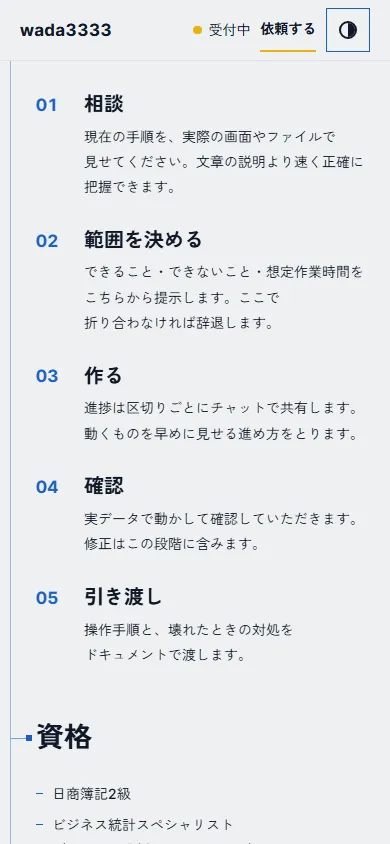 wada3333
受付中
依頼する
01 相談
現在の手順を、実際の画面やファイルで
見せてください。文章の説明より速く正確に
把握できます。
02 範囲を決める
できること・できないこと・想定作業時間を
こちらから提示します。ここで
折り合わなければ辞退します。
03 作る
進捗は区切りごとにチャットで共有します。
動くものを早めに見せる進め方をとります。
04 確認
実データで動かして確認していただきます。
修正はこの段階に含みます。
05 引き渡し
操作手順と、壊れたときの対処を
ドキュメントで渡します。
資格
日商簿記2級
ビジネス統計スペシャリスト